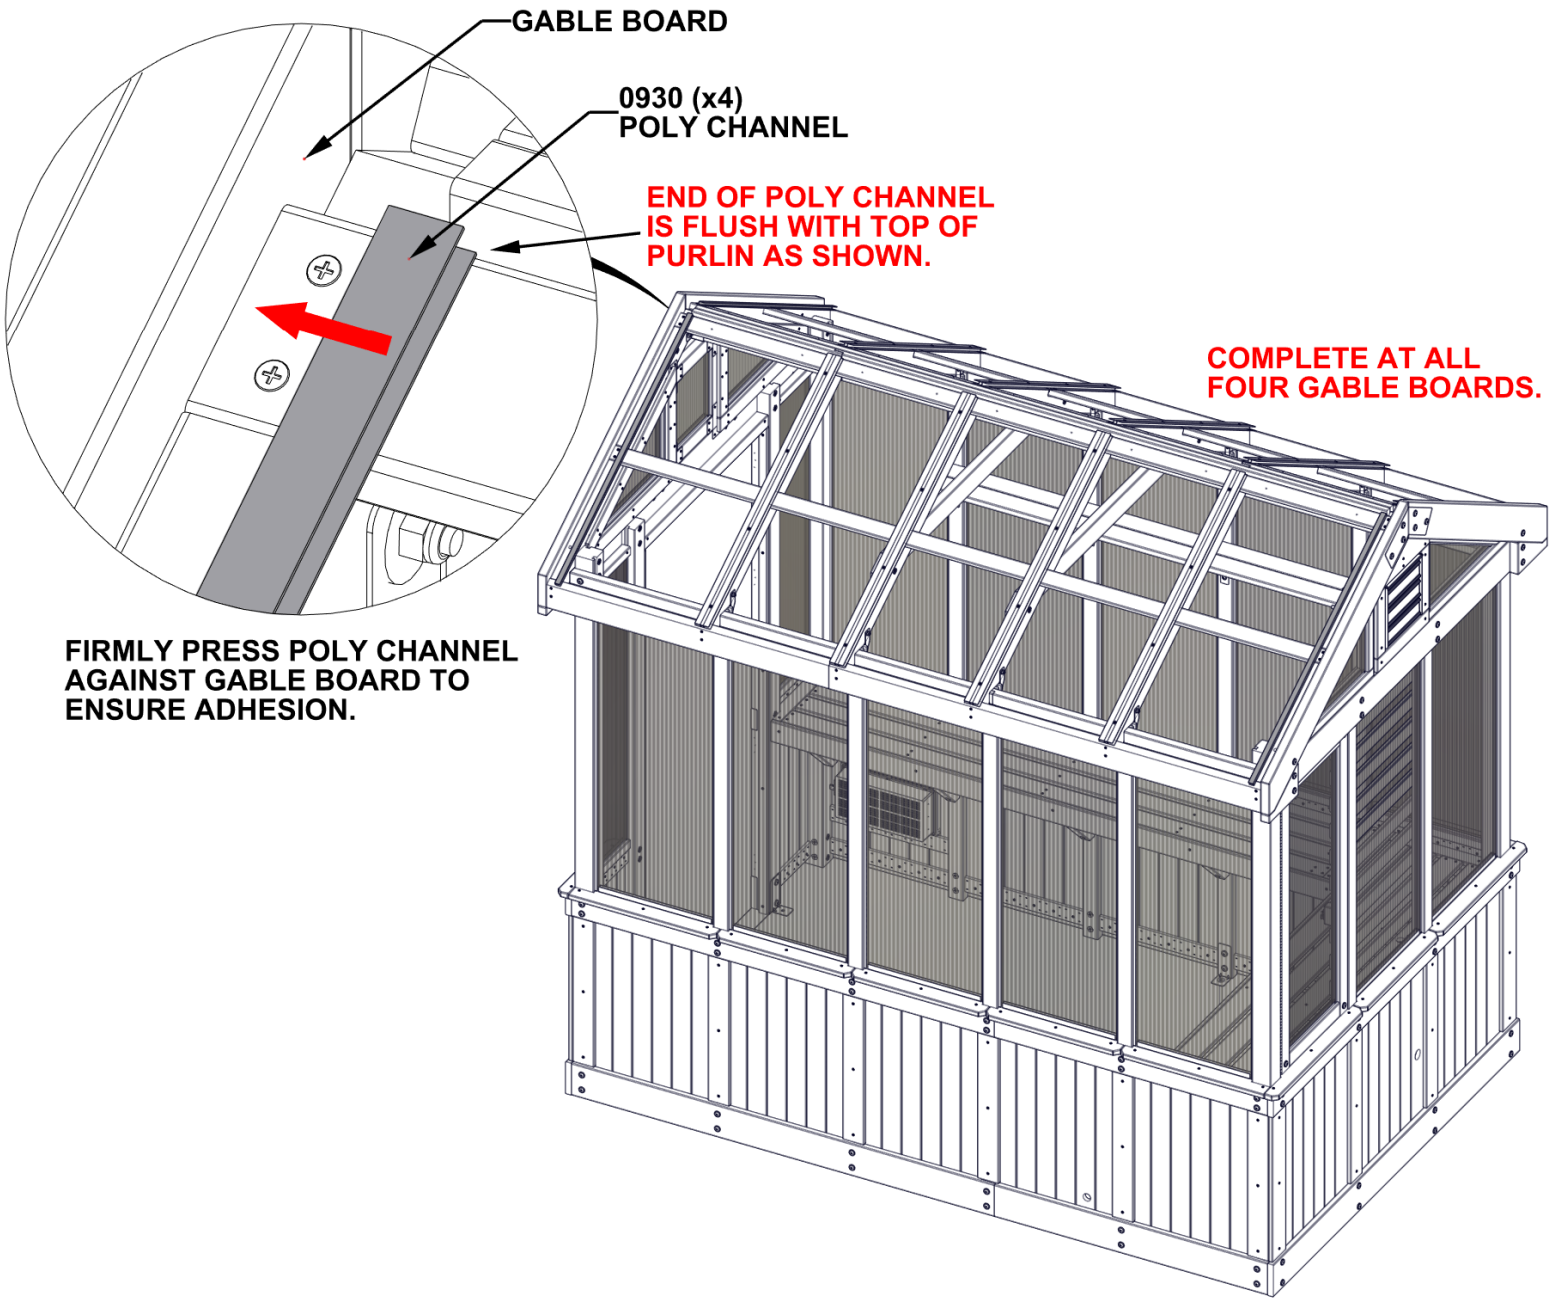 GABLE BOARD
0930 (x4)
POLY CHANNEL
END OF POLY CHANNEL
IS FLUSH WITH TOP OF
PURLIN AS SHOWN.
COMPLETE AT ALL
FOUR GABLE BOARDS.
FIRMLY PRESS POLY CHANNEL
AGAINST GABLE BOARD TO
ENSURE ADHESION.